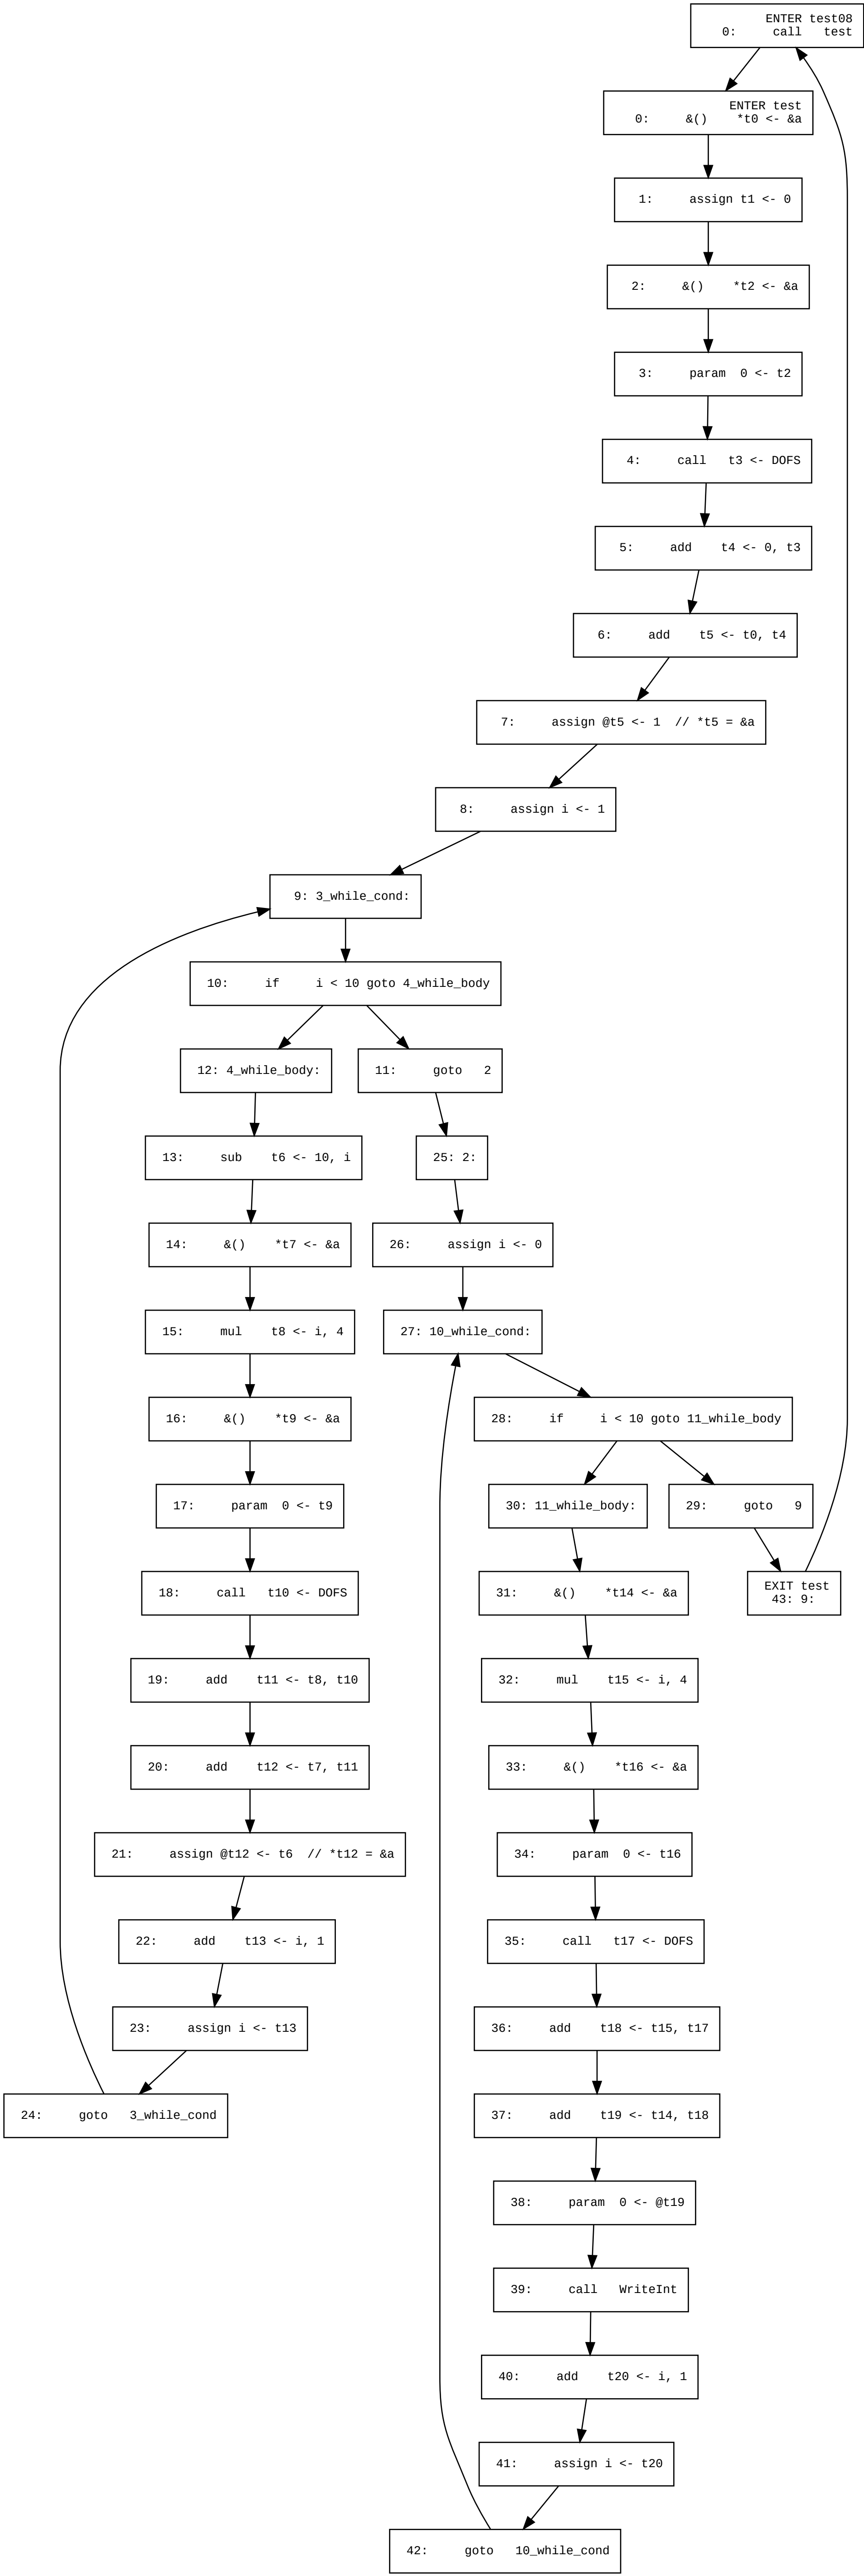 ENTER test08
0:     call   test
ENTER test
0:     &()    *t0 <- &a
1:     assign t1 <- 0
2:     &()    *t2 <- &a
3:     param  0 <- t2
4:     call   t3 <- DOFS
5:     add    t4 <- 0, t3
6:     add    t5 <- t0, t4
7:     assign @t5 <- 1  // *t5 = &a
8:     assign i <- 1
9: 3_while_cond:
10:     if     i < 10 goto 4_while_body
12: 4_while_body:
11:     goto   2
13:     sub    t6 <- 10, i
25: 2:
14:     &()    *t7 <- &a
26:     assign i <- 0
15:     mul    t8 <- i, 4
27: 10_while_cond:
16:     &()    *t9 <- &a
28:     if     i < 10 goto 11_while_body
17:     param  0 <- t9
30: 11_while_body:
29:     goto   9
18:     call   t10 <- DOFS
31:     &()    *t14 <- &a
EXIT test
43: 9:
19:     add    t11 <- t8, t10
32:     mul    t15 <- i, 4
20:     add    t12 <- t7, t11
33:     &()    *t16 <- &a
21:     assign @t12 <- t6  // *t12 = &a
34:     param  0 <- t16
22:     add    t13 <- i, 1
35:     call   t17 <- DOFS
23:     assign i <- t13
36:     add    t18 <- t15, t17
24:     goto   3_while_cond
37:     add    t19 <- t14, t18
38:     param  0 <- @t19
39:     call   WriteInt
40:     add    t20 <- i, 1
41:     assign i <- t20
42:     goto   10_while_cond